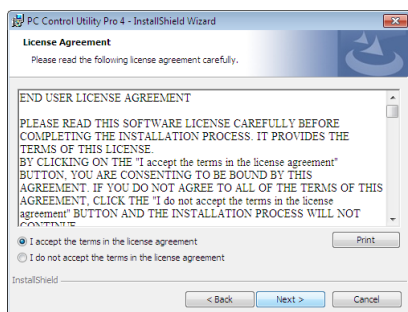 PC Control Utility Pro 4 - InstallShield Wizard
License Agreement
Please read the following license agreement carefully.
END USER LICENSE AGREEMENT
PLEASE READ THIS SOFTWARE LICENSE CAREFULLY BEFORE
COMPLETING THE INSTALLATION PROCESS. IT PROVIDES THE
TERMS OF THIS LICENSE.
BY CLICKING ON THE "I accept the terms in the license agreement"
BUTTON, YOU ARE CONSENTING TO BE BOUND BY THIS
AGREEMENT. IF YOU DO NOT AGREE TO ALL OF THE TERMS OF THIS
AGREEMENT, CLICK THE "I do not accept the terms in the license
agreement" BUTTON AND THE INSTALLATION PROCESS WILL NOT
CONTINUE
I accept the terms in the license agreement
Print
I do not accept the terms in the license agreement
InstallShield
< Back
Next >
Cancel